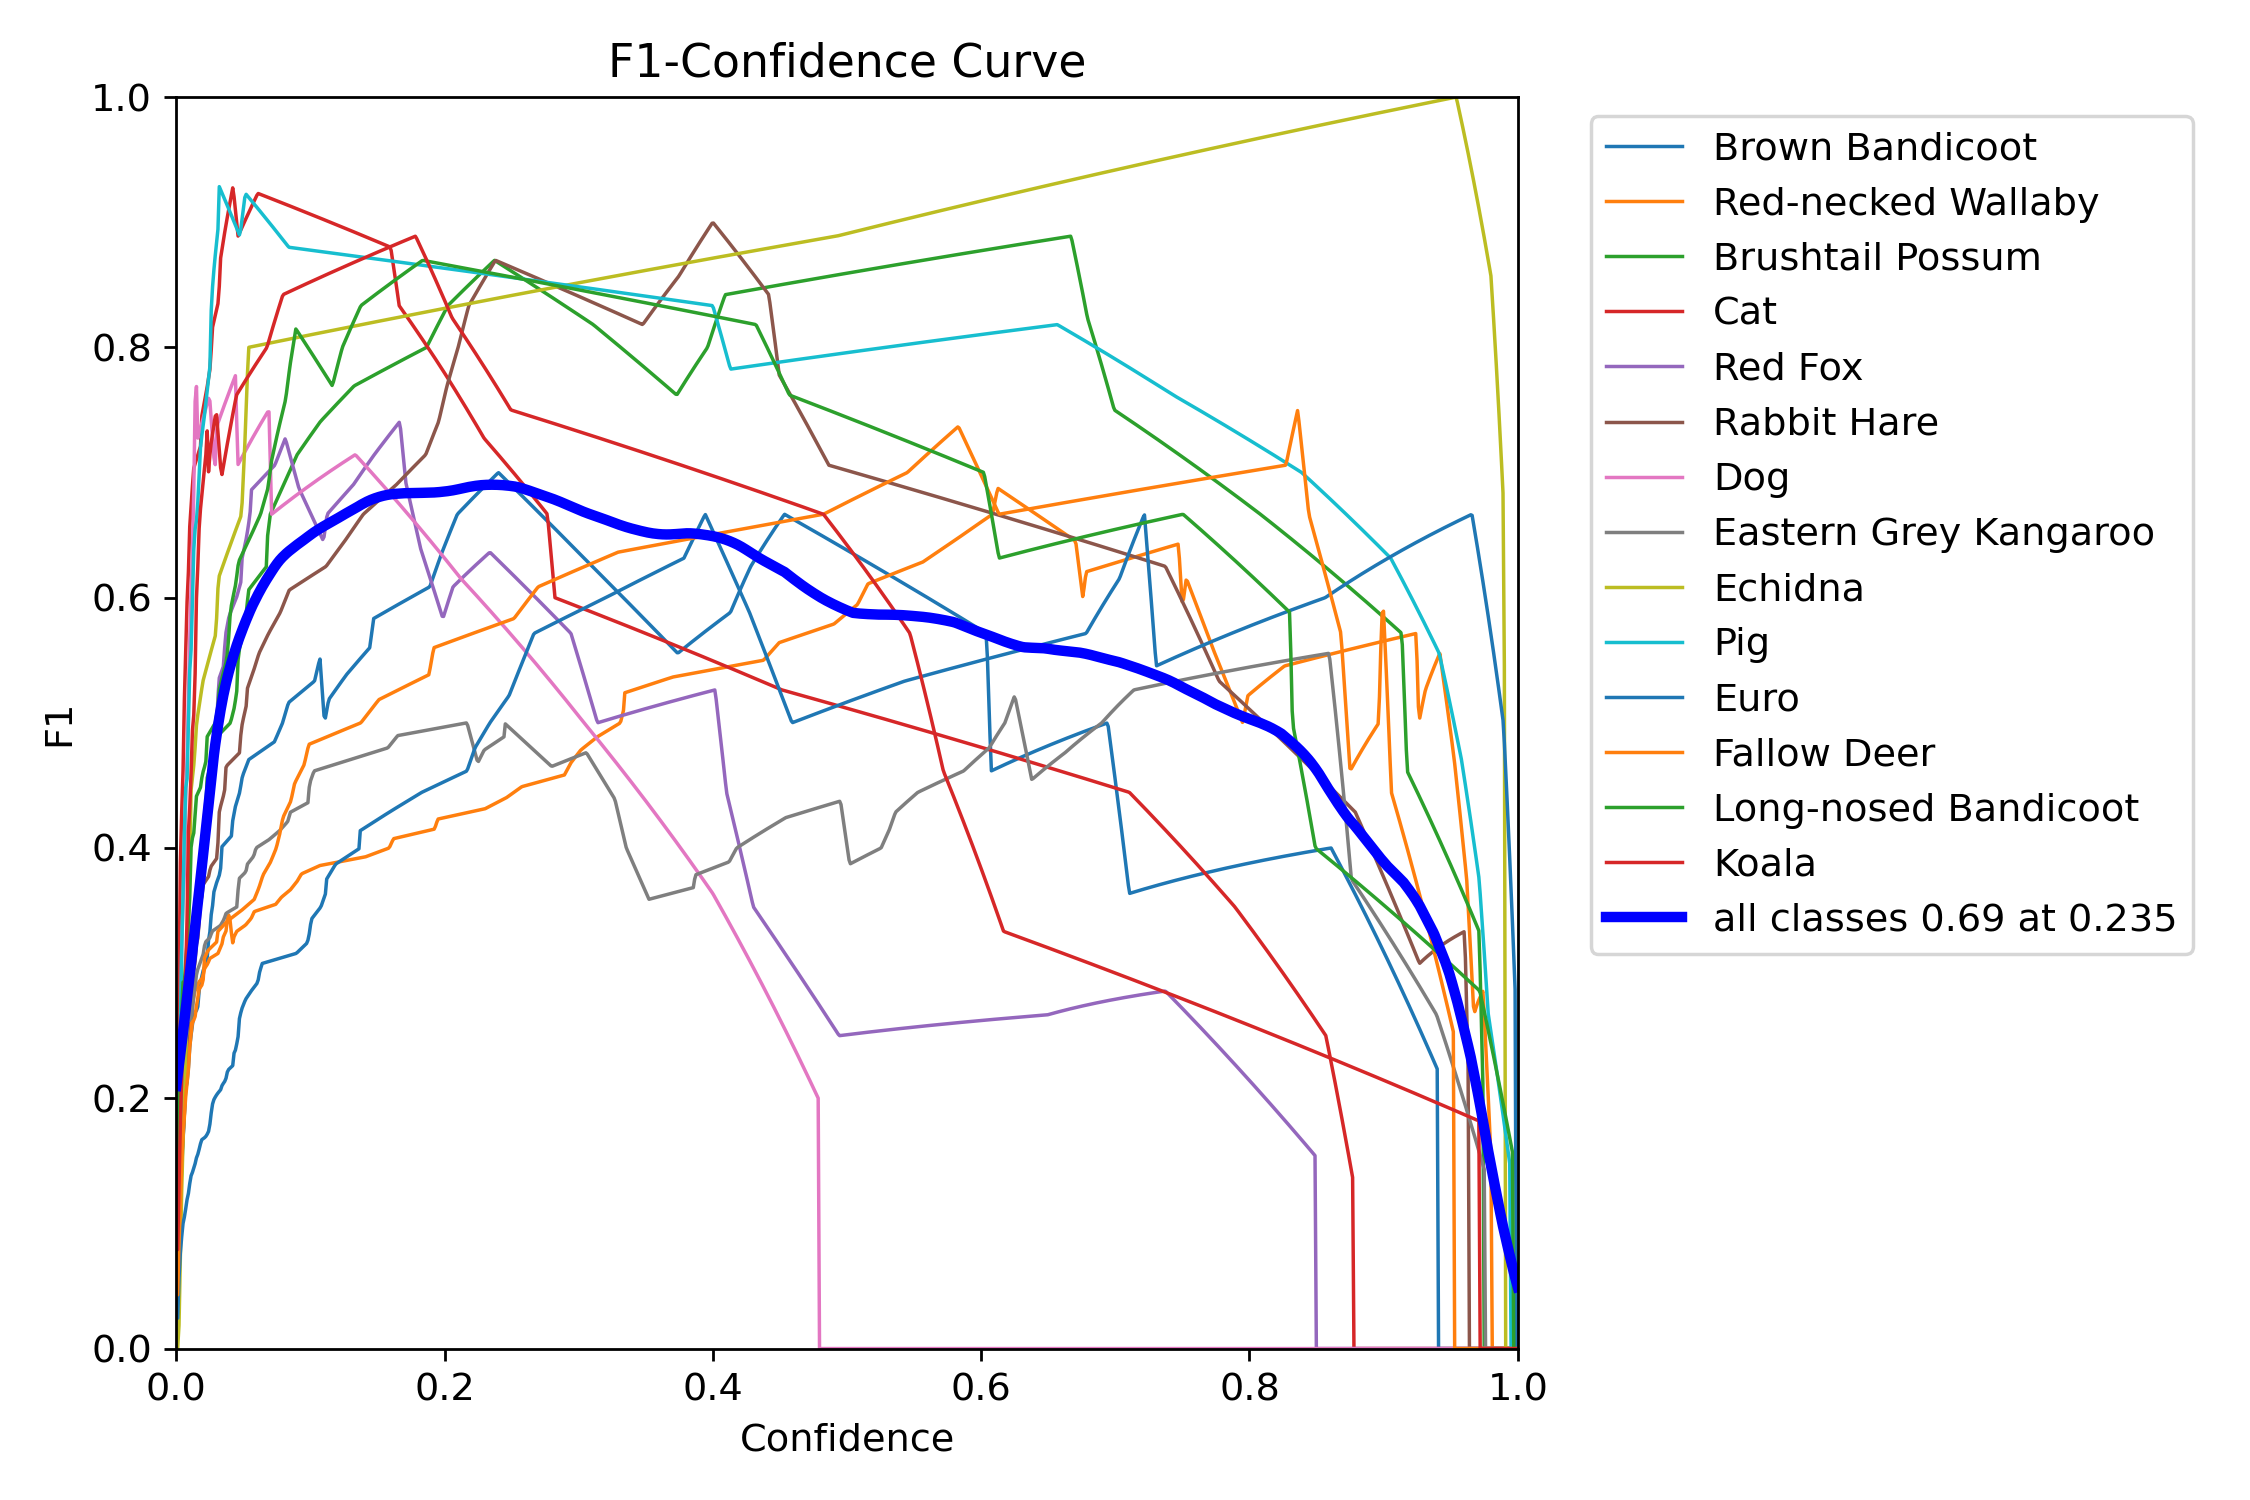 F1-Confidence Curve
1.0
0.8
0.6
0.4
0.2
0.0
F1
0.0 0.2 0.4 0.6 0.8 1.0
Confidence
Brown Bandicoot
Red-necked Wallaby
Brushtail Possum
Cat
Red Fox
Rabbit Hare
Dog
Eastern Grey Kangaroo
Echidna
Pig
Euro
Fallow Deer
Long-nosed Bandicoot
Koala
all classes 0.69 at 0.235